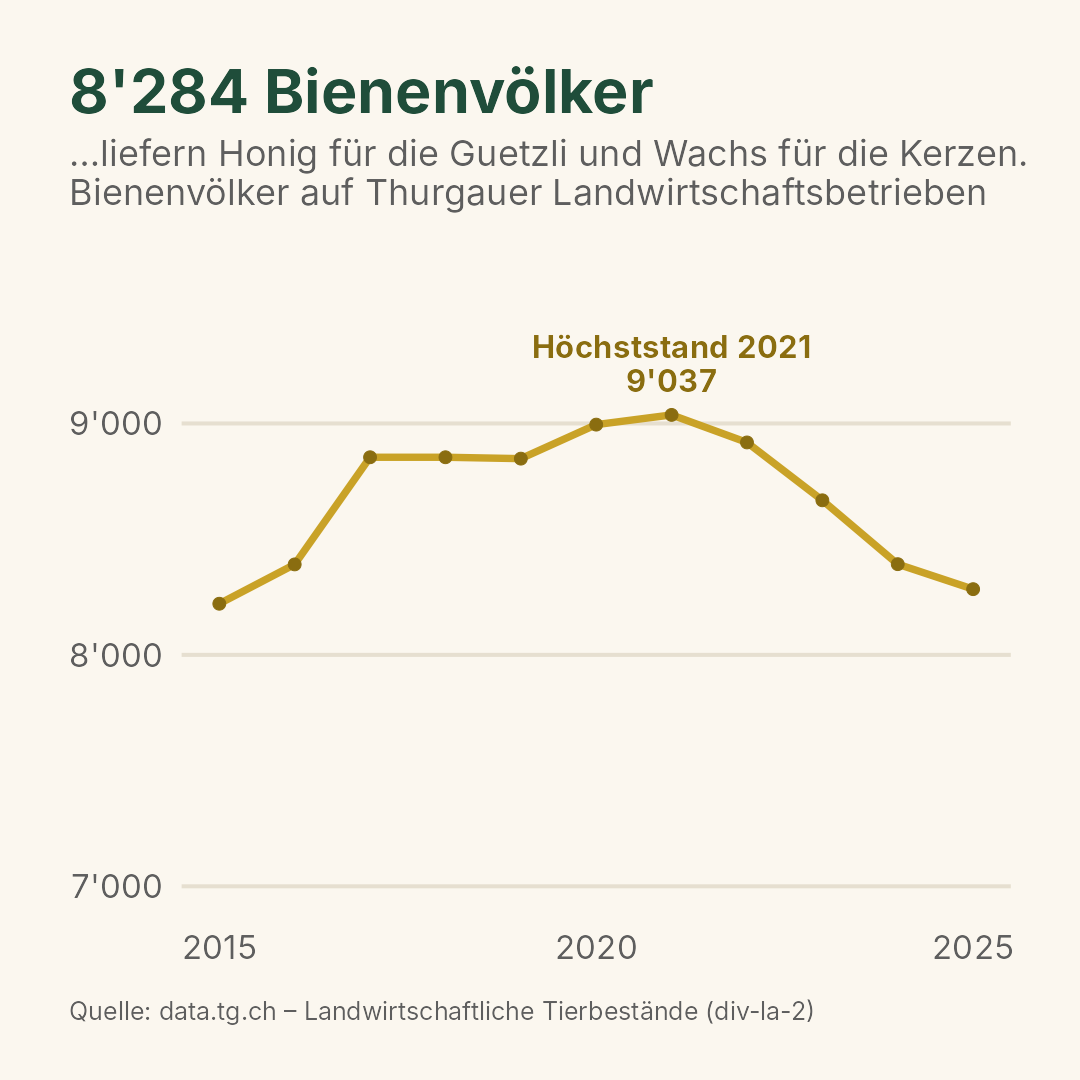 8'284 Bienenvölker
...liefern Honig für die Guetzli und Wachs für die Kerzen.
Bienenvölker auf Thurgauer Landwirtschaftsbetrieben
Höchststand 2021
9'037
9'000
8'000
7'000
2015 2020 2025
Quelle: data.tg.ch – Landwirtschaftliche Tierbestände (div-la-2)